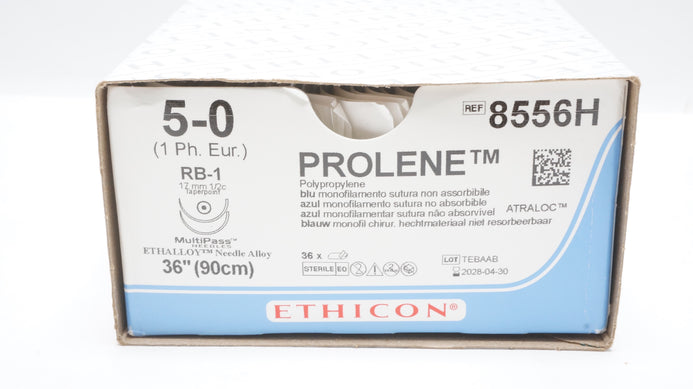 5-0
(1 Ph. Eur.)
RB-1
17 mm 1/2c
Taperpoint
MultiPass™
NEEDLES
ETHALLOY™ Needle Alloy
36" (90cm)
REF 8556H
PROLENE™
Polypropylene
blu monofilamento sutura non assorbibile
azul monofilamento sutura no absorbible
azul monofilamentar sutura não absorvível
blauw monofil chirur. hechtmateriaal niet resorbeerbaar
ATRALOC™
36 x
STERILE EO
LOT TEBAAB
2028-04-30
ETHICON®